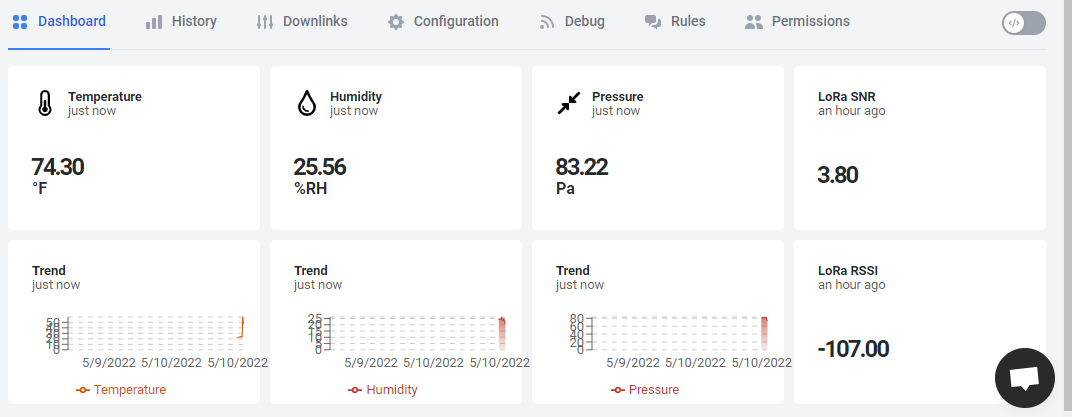 Dashboard History Downlinks Configuration Debug Rules Permissions
Temperature
just now
74.30
°F
Humidity
just now
25.56
%RH
Pressure
just now
83.22
Pa
LoRa SNR
an hour ago
3.80
Trend
just now
50
0
5/9/2022 5/10/2022 5/10/2022
Temperature
Trend
just now
25
20
15
10
5
0
5/9/2022 5/10/2022 5/10/2022
Humidity
Trend
just now
80
60
40
20
0
5/9/2022 5/10/2022 5/10/2022
Pressure
LoRa RSSI
an hour ago
-107.00